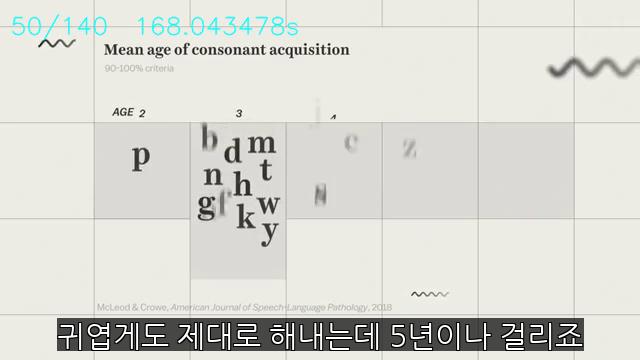 50/140 168.043478s
Mean age of consonant acquisition
90-100% criteria
AGE 2 3 4
b d m
p n h t
g f k w
y
c z
McLeod & Crowe, American Journal of Speech-Language Pathology, 2018
귀엽게도 제대로 해내는데 5년이나 걸리죠